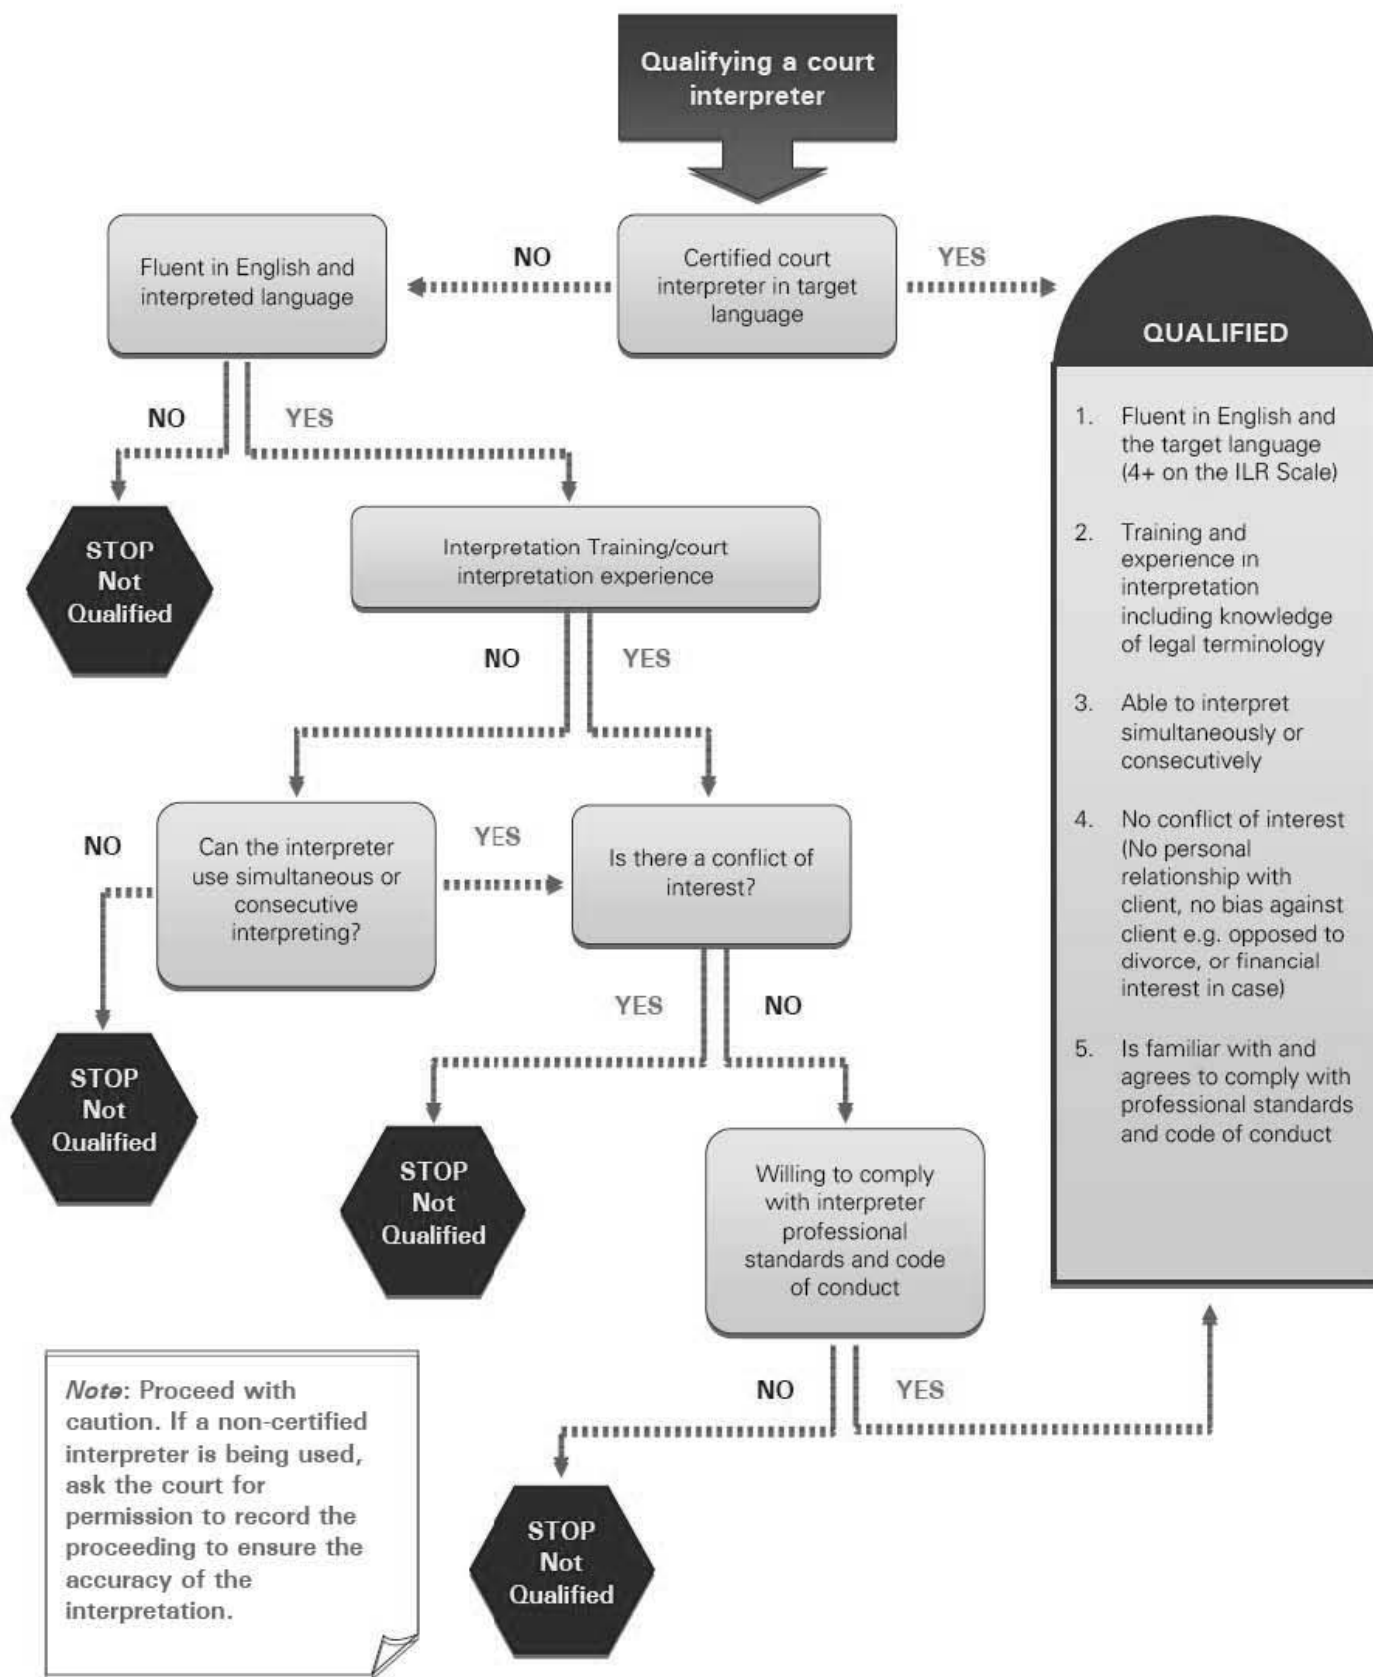 Qualifying a court
interpreter
Fluent in English and
interpreted language
NO
Certified court
interpreter in target
language
YES
QUALIFIED
1. Fluent in English and
the target language
(4+ on the ILR Scale)
2. Training and
experience in
interpretation
including knowledge
of legal terminology
3. Able to interpret
simultaneously or
consecutively
4. No conflict of interest
(No personal
relationship with
client, no bias against
client e.g. opposed to
divorce, or financial
interest in case)
5. Is familiar with and
agrees to comply with
professional standards
and code of conduct
NO
YES
STOP
Not
Qualified
Interpretation Training/court
interpretation experience
NO
YES
NO
Can the interpreter
use simultaneous or
consecutive
interpreting?
YES
Is there a conflict of
interest?
STOP
Not
Qualified
YES
NO
STOP
Not
Qualified
Willing to comply
with interpreter
professional
standards and code
of conduct
NO
YES
STOP
Not
Qualified
Note: Proceed with
caution. If a non-certified
interpreter is being used,
ask the court for
permission to record the
proceeding to ensure the
accuracy of the
interpretation.